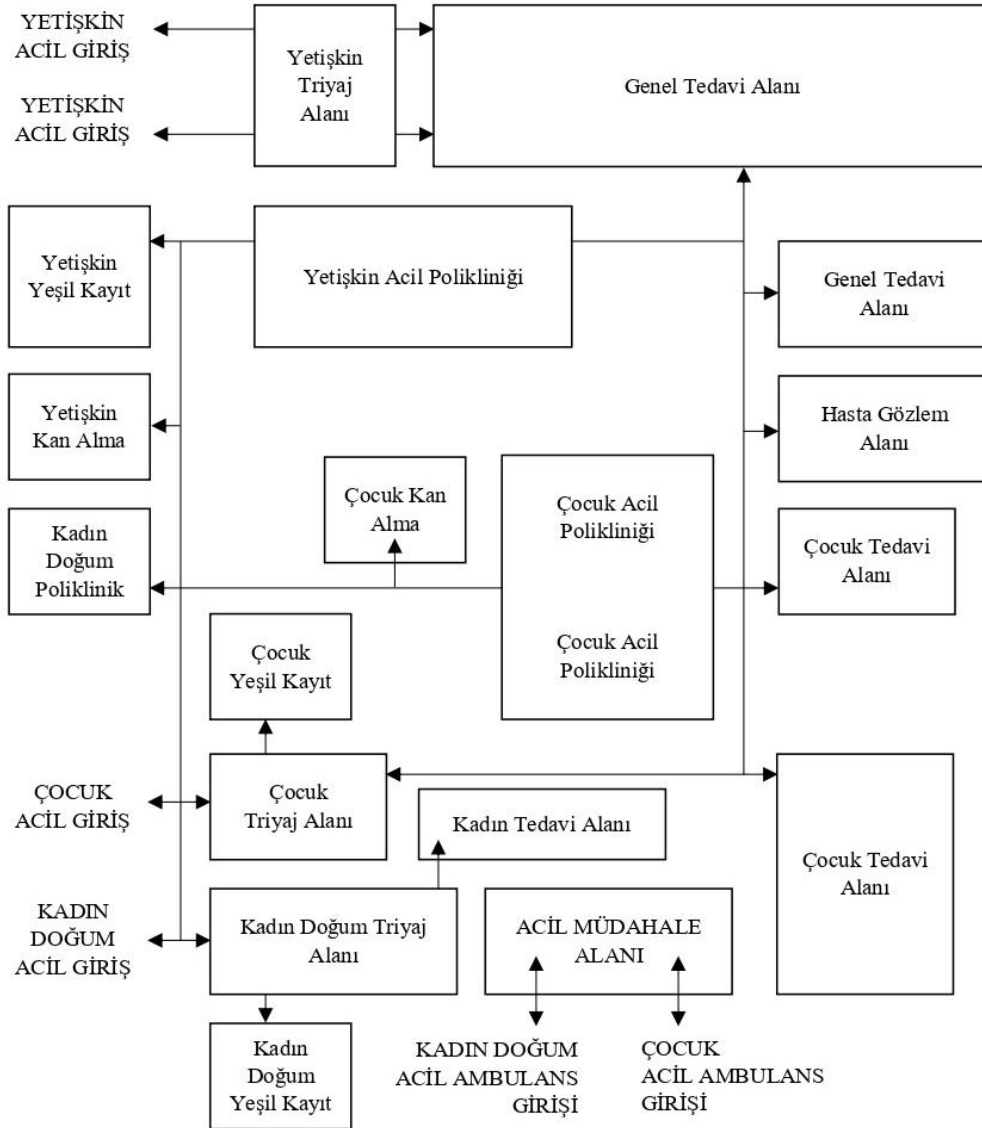 YETİŞKİN
ACİL GİRİŞ
YETİŞKİN
ACİL GİRİŞ
Yetişkin
Triyaj
Alanı
Genel Tedavi Alanı
Yetişkin
Yeşil Kayıt
Yetişkin Acil Polikliniği
Genel Tedavi
Alanı
Yetişkin
Kan Alma
Hasta Gözlem
Alanı
Çocuk Kan
Alma
Çocuk Acil
Polikliniği
Kadın
Doğum
Poliklinik
Çocuk Tedavi
Alanı
Çocuk Acil
Polikliniği
Çocuk
Yeşil Kayıt
ÇOCUK
ACİL GİRİŞ
Çocuk
Triyaj Alanı
Kadın Tedavi Alanı
Çocuk Tedavi
Alanı
KADIN
DOĞUM
ACİL GİRİŞ
Kadın Doğum Triyaj
Alanı
ACİL MÜDAHALE
ALANI
Kadın
Doğum
Yeşil Kayıt
KADIN DOĞUM
ACİL AMBULANS
GİRİŞİ
ÇOCUK
ACİL AMBULANS
GİRİŞİ